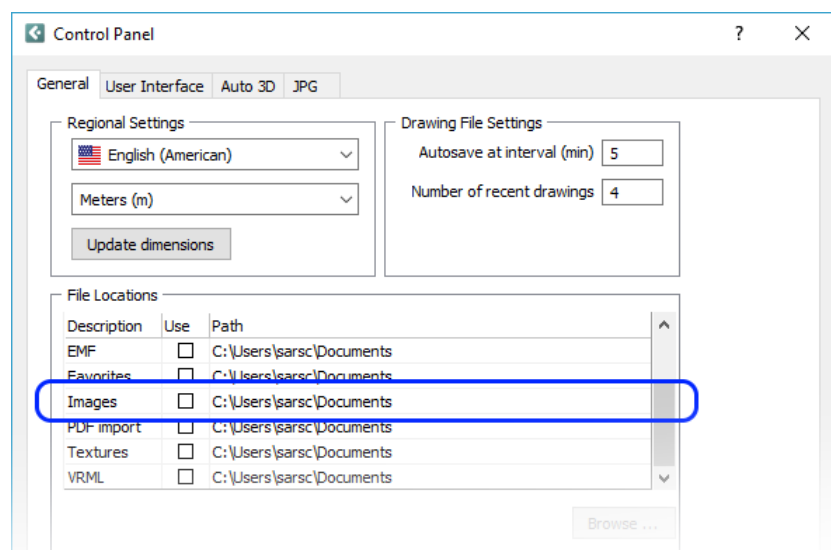 Control Panel
?
General User Interface Auto 3D JPG
Regional Settings
English (American)
Meters (m)
Update dimensions
Drawing File Settings
Autosave at interval (min) 5
Number of recent drawings 4
File Locations
Description Use Path
EMF C:\Users\sarsc\Documents
Favorites C:\Users\sarsc\Documents
Images C:\Users\sarsc\Documents
PDF import C:\Users\sarsc\Documents
Textures C:\Users\sarsc\Documents
VRML C:\Users\sarsc\Documents
Browse ...